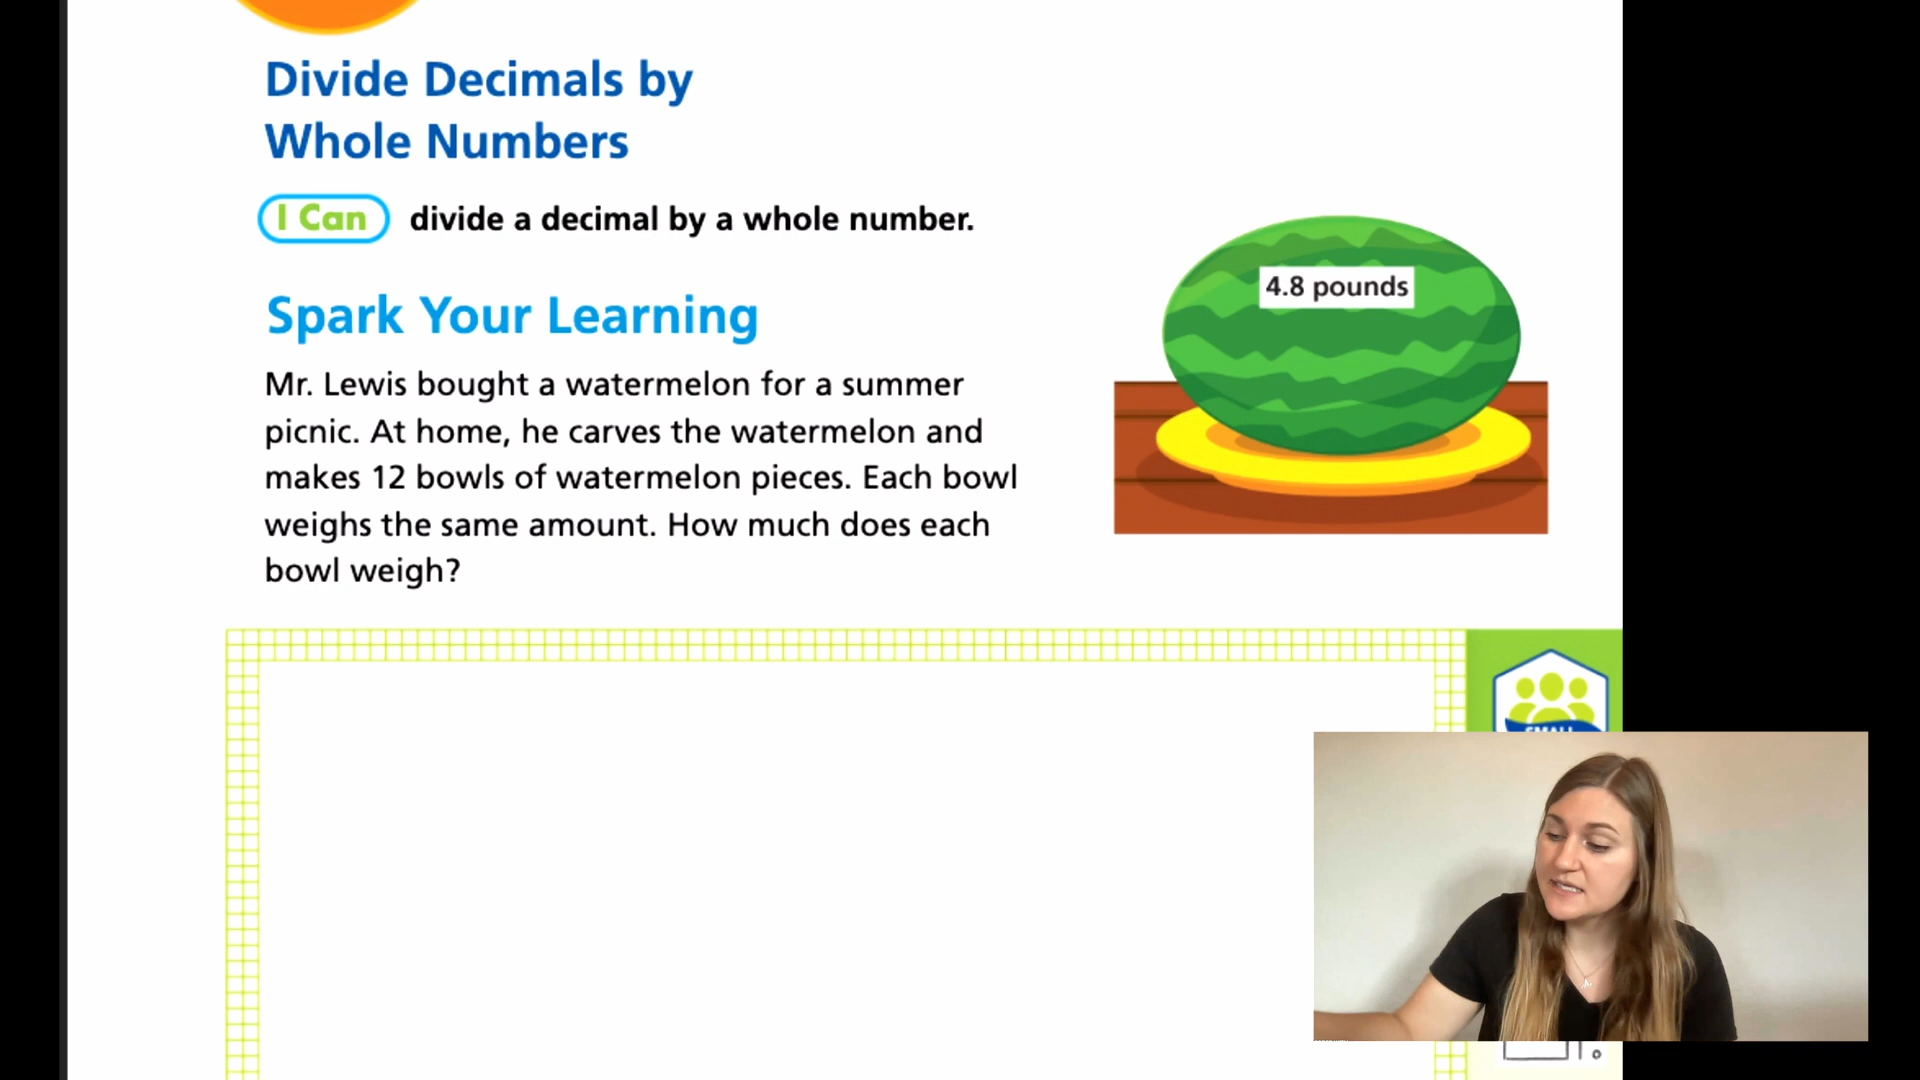 Divide Decimals by
Whole Numbers
I Can divide a decimal by a whole number.
4.8 pounds
Spark Your Learning
Mr. Lewis bought a watermelon for a summer
picnic. At home, he carves the watermelon and
makes 12 bowls of watermelon pieces. Each bowl
weighs the same amount. How much does each
bowl weigh?